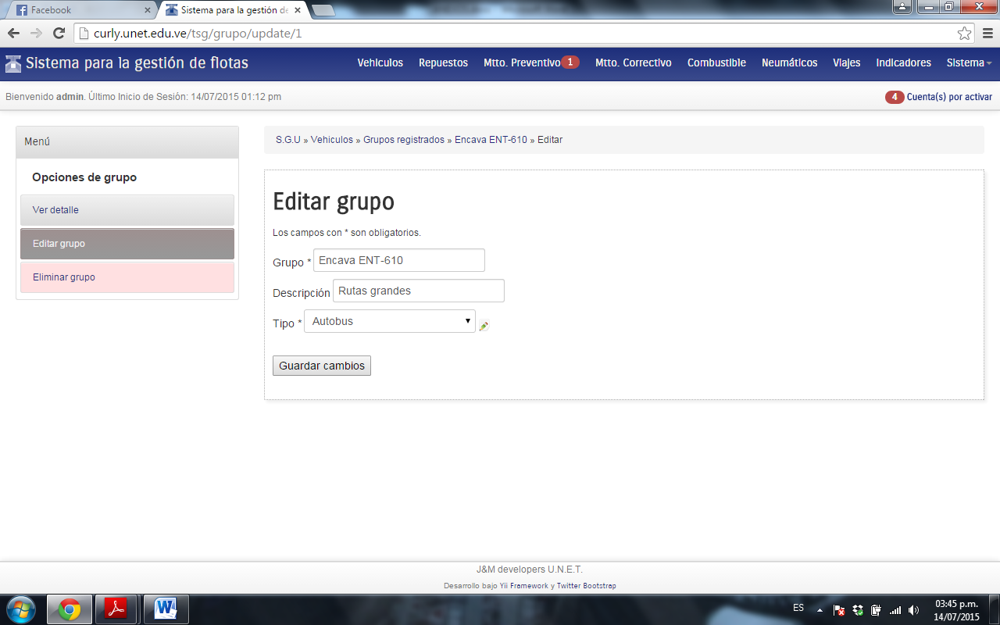 Facebook
Sistema para la gestión de
curly.unet.edu.ve/tsg/grupo/update/1
Sistema para la gestión de flotas
Vehiculos Repuestos Mtto. Preventivo 1 Mtto. Correctivo Combustible Neumáticos Viajes Indicadores Sistema
Bienvenido admin. Último Inicio de Sesión: 14/07/2015 01:12 pm
4 Cuenta(s) por activar
Menú
Opciones de grupo
Ver detalle
Editar grupo
Eliminar grupo
S.G.U » Vehiculos » Grupos registrados » Encava ENT-610 » Editar
Editar grupo
Los campos con * son obligatorios.
Grupo * Encava ENT-610
Descripción Rutas grandes
Tipo * Autobus
Guardar cambios
J&M developers U.N.E.T.
Desarrollo bajo Yii Framework y Twitter Bootstrap
ES
03:45 p.m.
14/07/2015